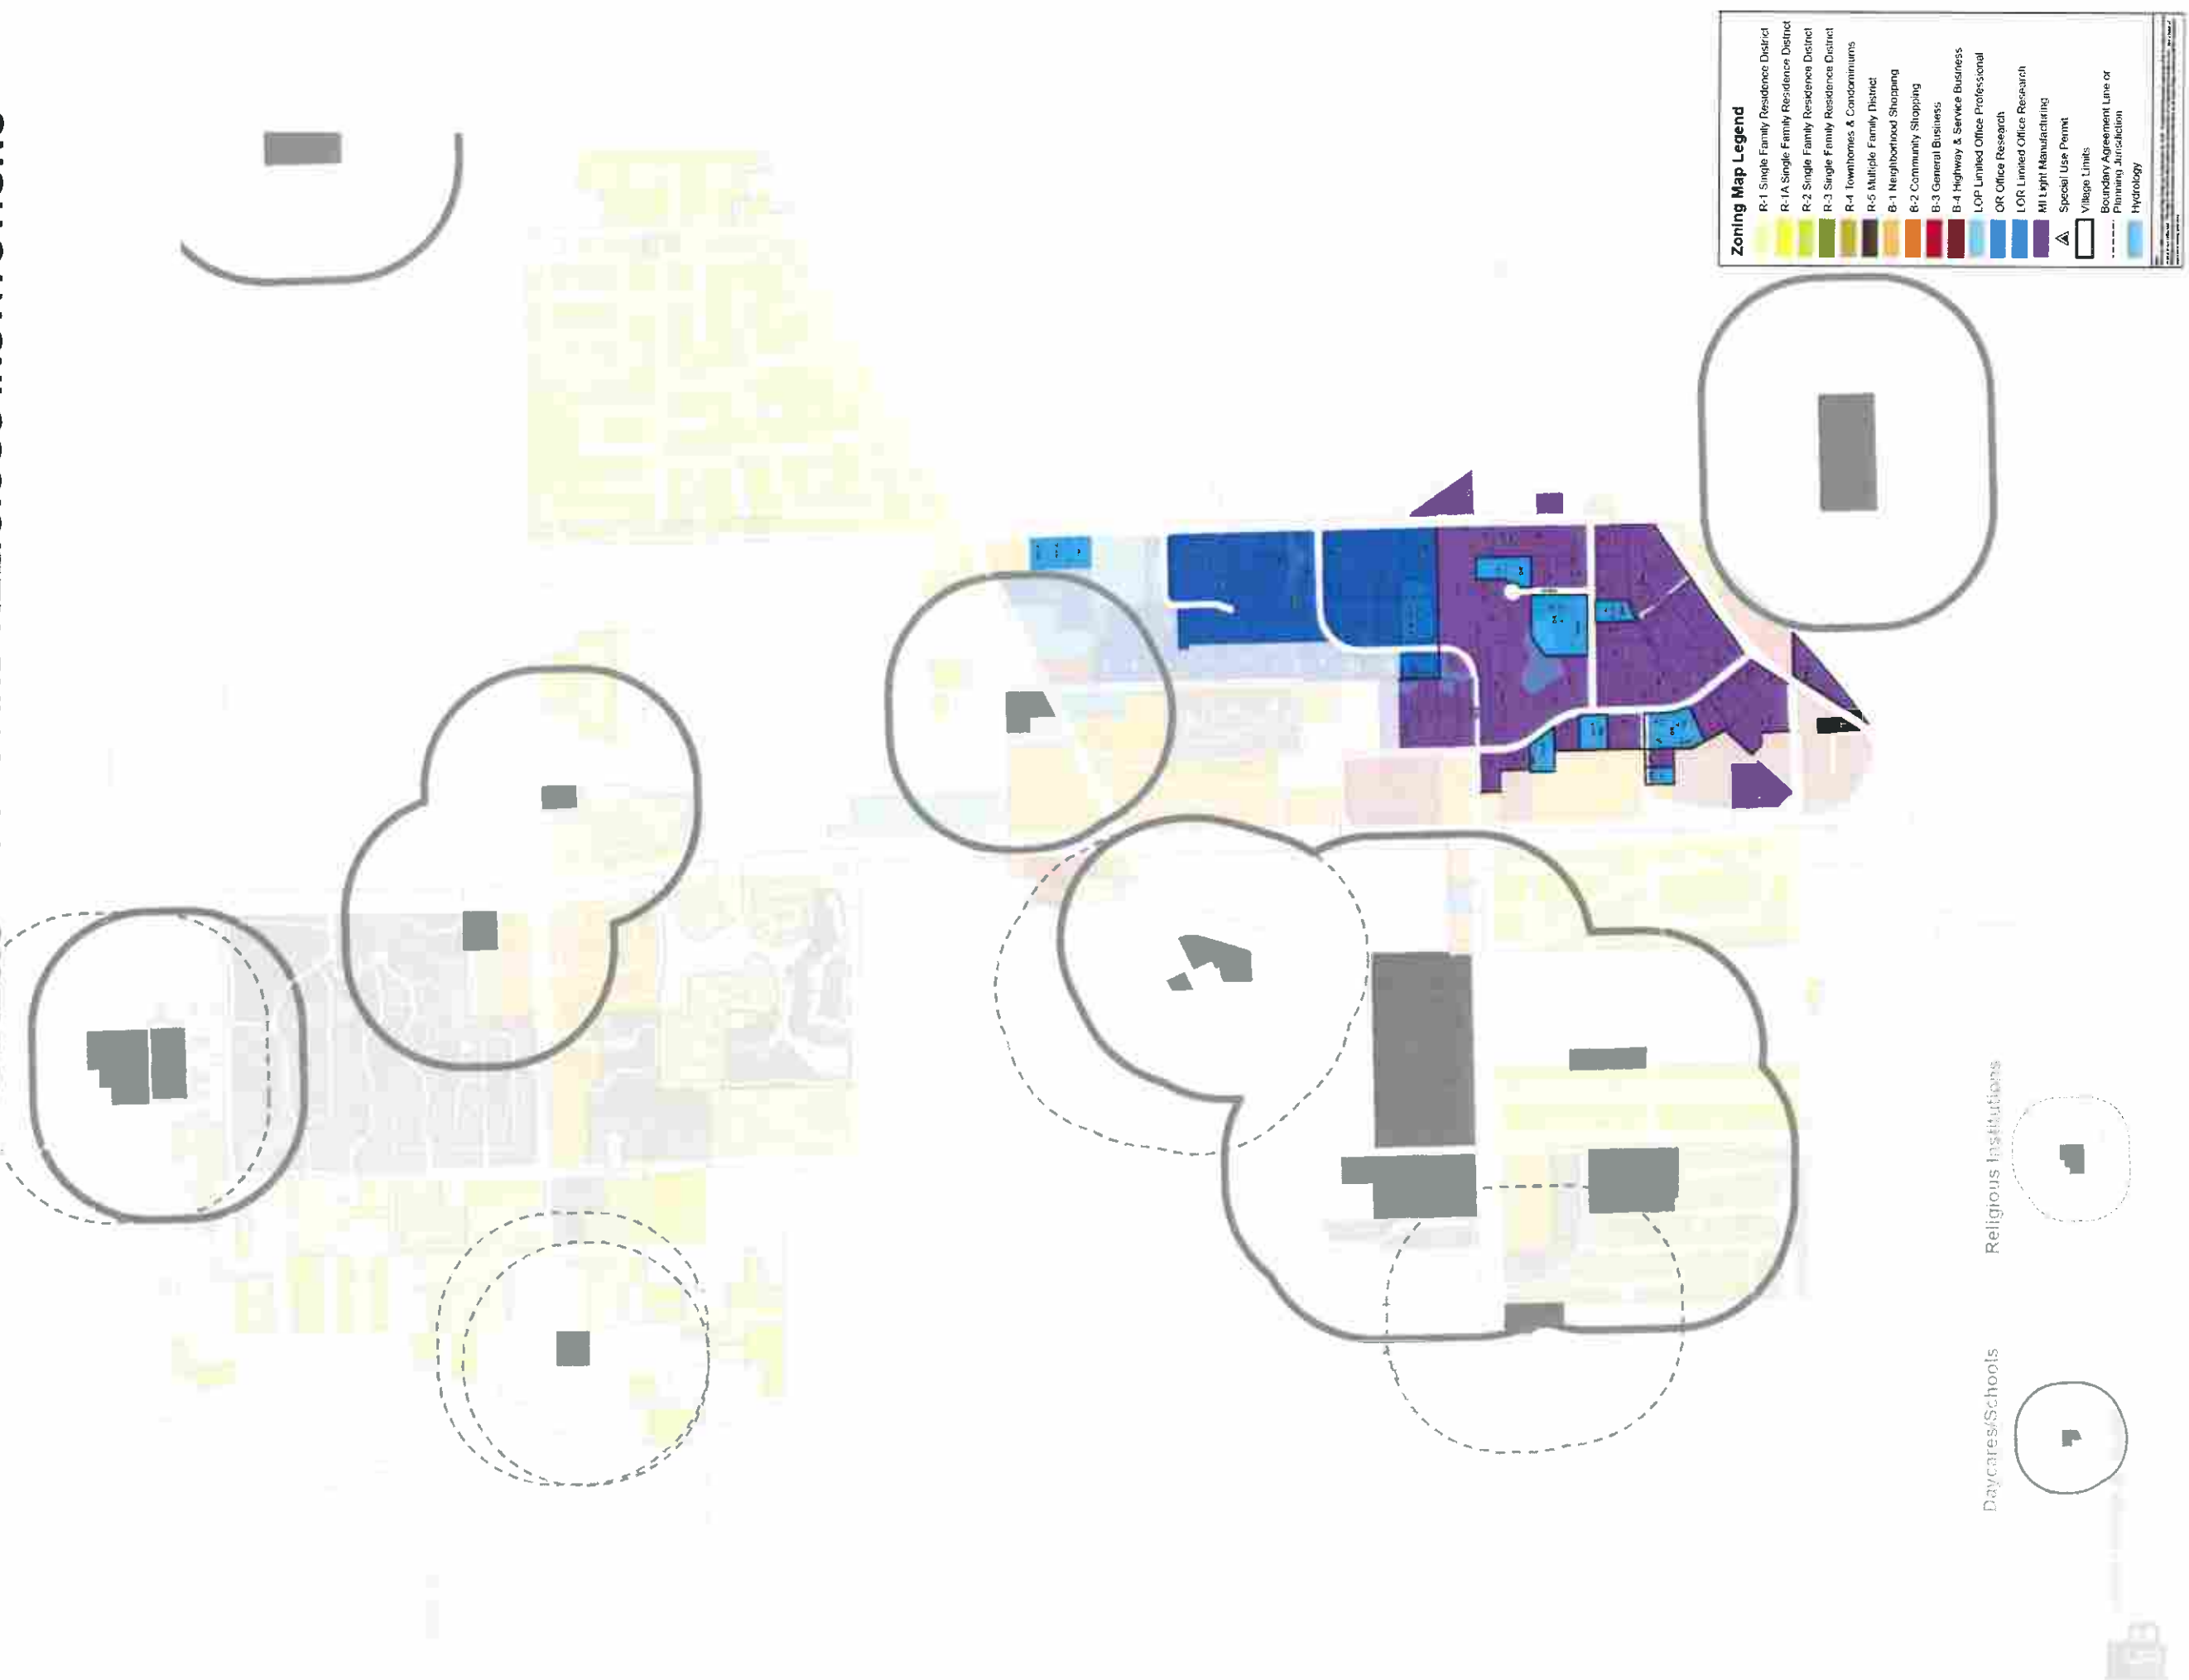 Zoning Map Legend
R-1 Single Family Residence District
R-1A Single Family Residence District
R-2 Single Family Residence District
R-3 Single Family Residence District
R-4 Townhomes & Condominiums
R-5 Multiple Family District
B-1 Neighborhood Shopping
B-2 Community Shopping
B-3 General Business
B-4 Highway & Service Business
LOP Limited Office Professional
OR Office Research
LOR Limited Office Research
MI Light Manufacturing
Special Use Permit
Village Limits
Boundary Agreement Line or
Planning Jurisdiction
Hydrology
Religious Institutions
Daycares/Schools